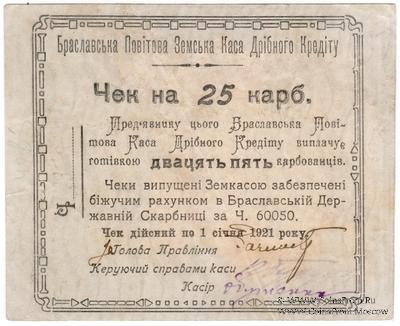 Браславська Повітова Земська Каса Дрібного Кредіту
Чек на 25 карб.
Пред'явнику цього Браславська Пові-
това Каса Дрібного Кредіту виплачує
готівкою двадцять пять карбованців.
Чеки випущені Земкасою забезпечені
біжучим рахунком в Браславській Дер-
жавній Скарбниці за Ч. 60050.
Чек дійсний по 1 січня 1921 року.
Голова Правління
Керуючий справами каси
Касір